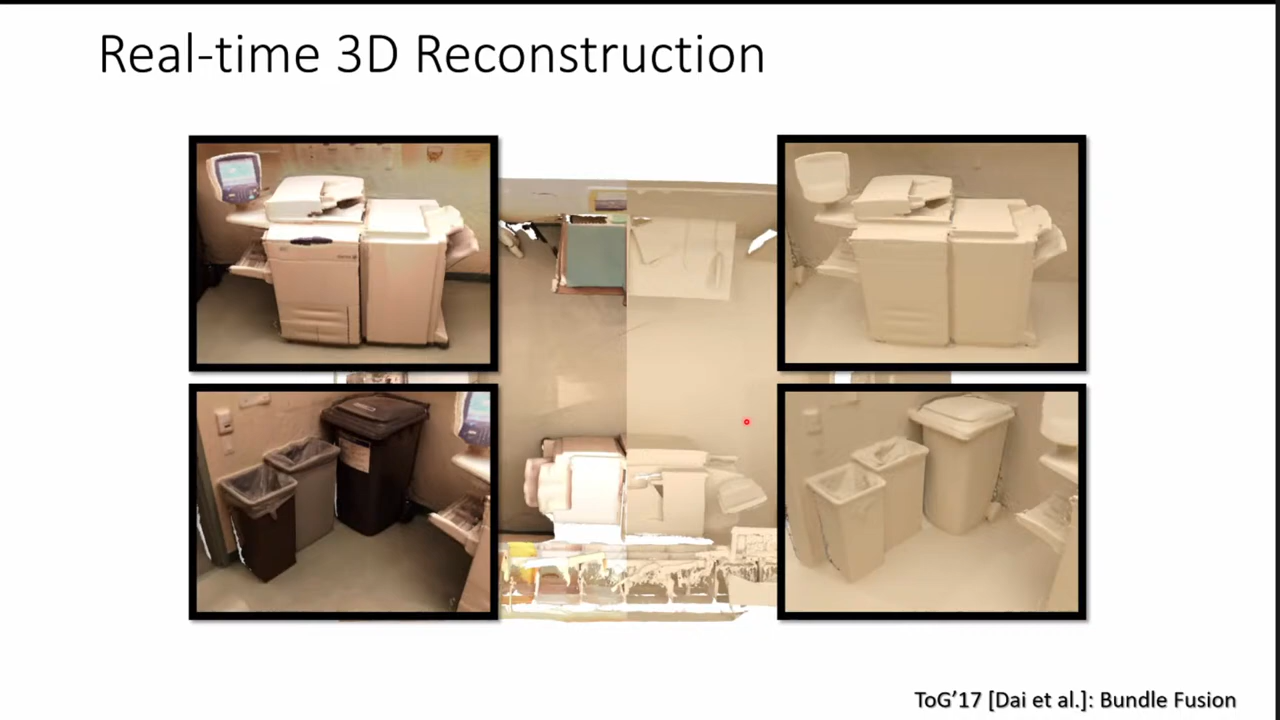 Real-time 3D Reconstruction
ToG’17 [Dai et al.]: Bundle Fusion